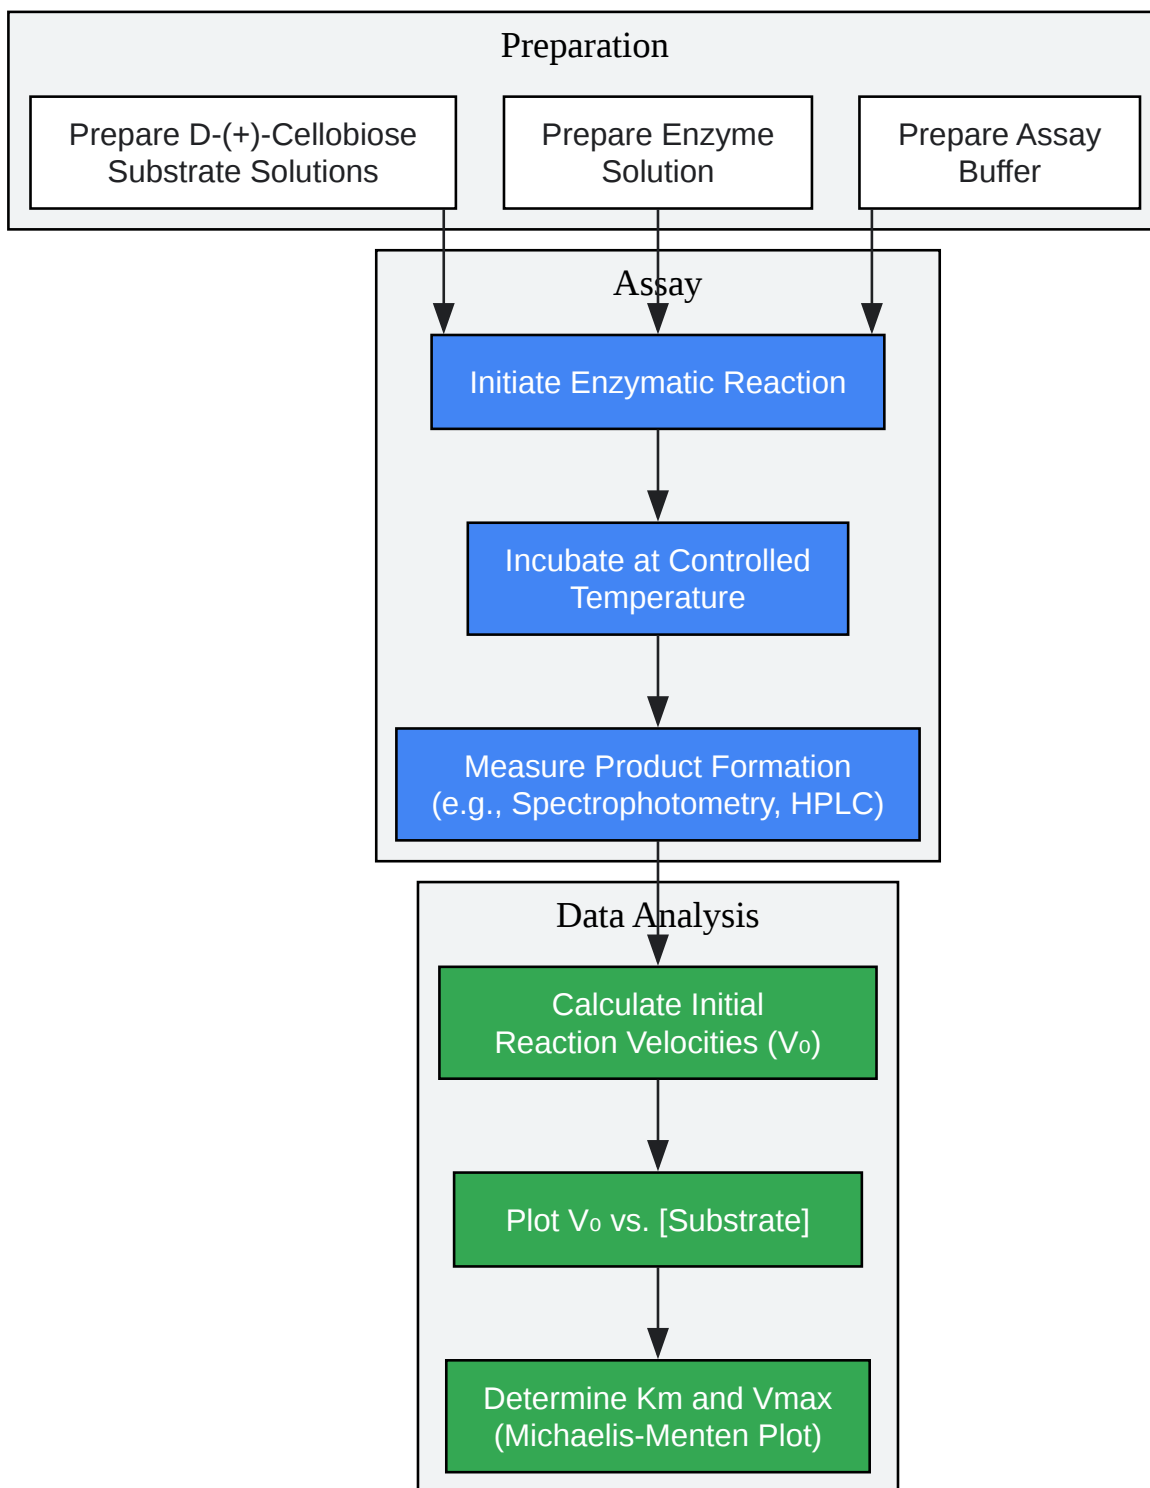 Preparation
Prepare D-(+)-Cellobiose
Substrate Solutions
Prepare Enzyme
Solution
Prepare Assay
Buffer
Assay
Initiate Enzymatic Reaction
Incubate at Controlled
Temperature
Measure Product Formation
(e.g., Spectrophotometry, HPLC)
Data Analysis
Calculate Initial
Reaction Velocities (V₀)
Plot V₀ vs. [Substrate]
Determine Km and Vmax
(Michaelis-Menten Plot)